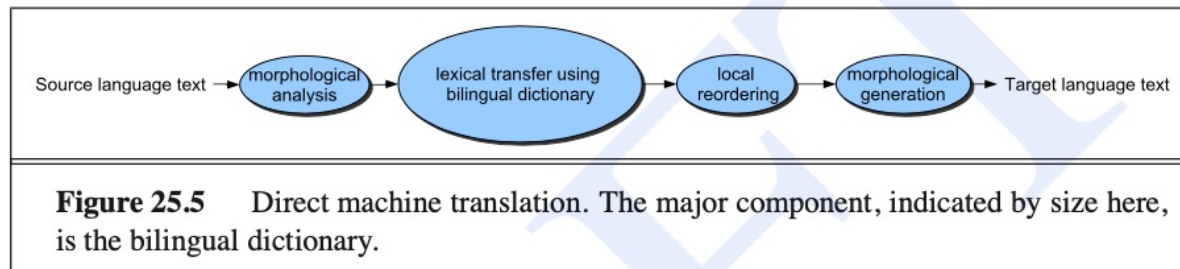 Source language text
morphological
analysis
lexical transfer using
bilingual dictionary
local
reordering
morphological
generation
Target language text
Figure 25.5 Direct machine translation. The major component, indicated by size here,
is the bilingual dictionary.